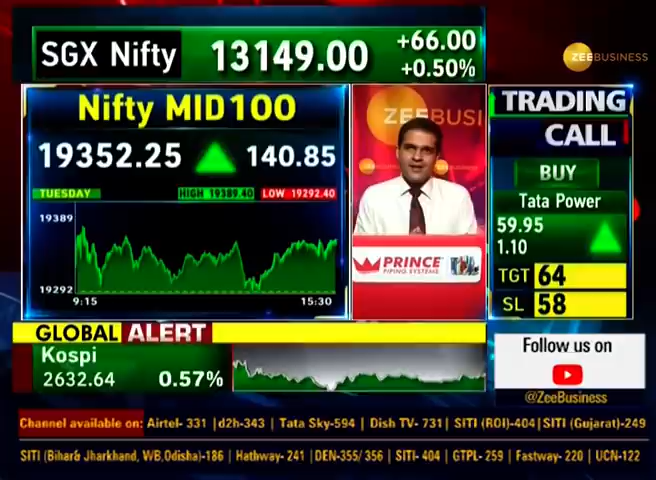 SGX Nifty 13149.00 +66.00
+0.50%
ZEEBUSINESS
Nifty MID100
19352.25 140.85
TUESDAY HIGH 19389.40 LOW 19292.40
19389
19292
9:15 15:30
ZEEBUSI
PRINCE
PIPING SYSTEMS
TRADING
CALL
BUY
Tata Power
59.95
1.10
TGT 64
SL 58
GLOBAL ALERT
Kospi
2632.64 0.57%
Follow us on
@ZeeBusiness
Channel available on: Airtel- 331 |d2h-343 | Tata Sky-594 | Dish TV- 731| SITI (ROI)-404|SITI (Gujarat)-249
SITI (Bihar& Jharkhand, WB,Odisha)-186 | Hathway- 241 |DEN-355/ 356 | SITI- 404 | GTPL- 259 | Fastway- 220 | UCN-122